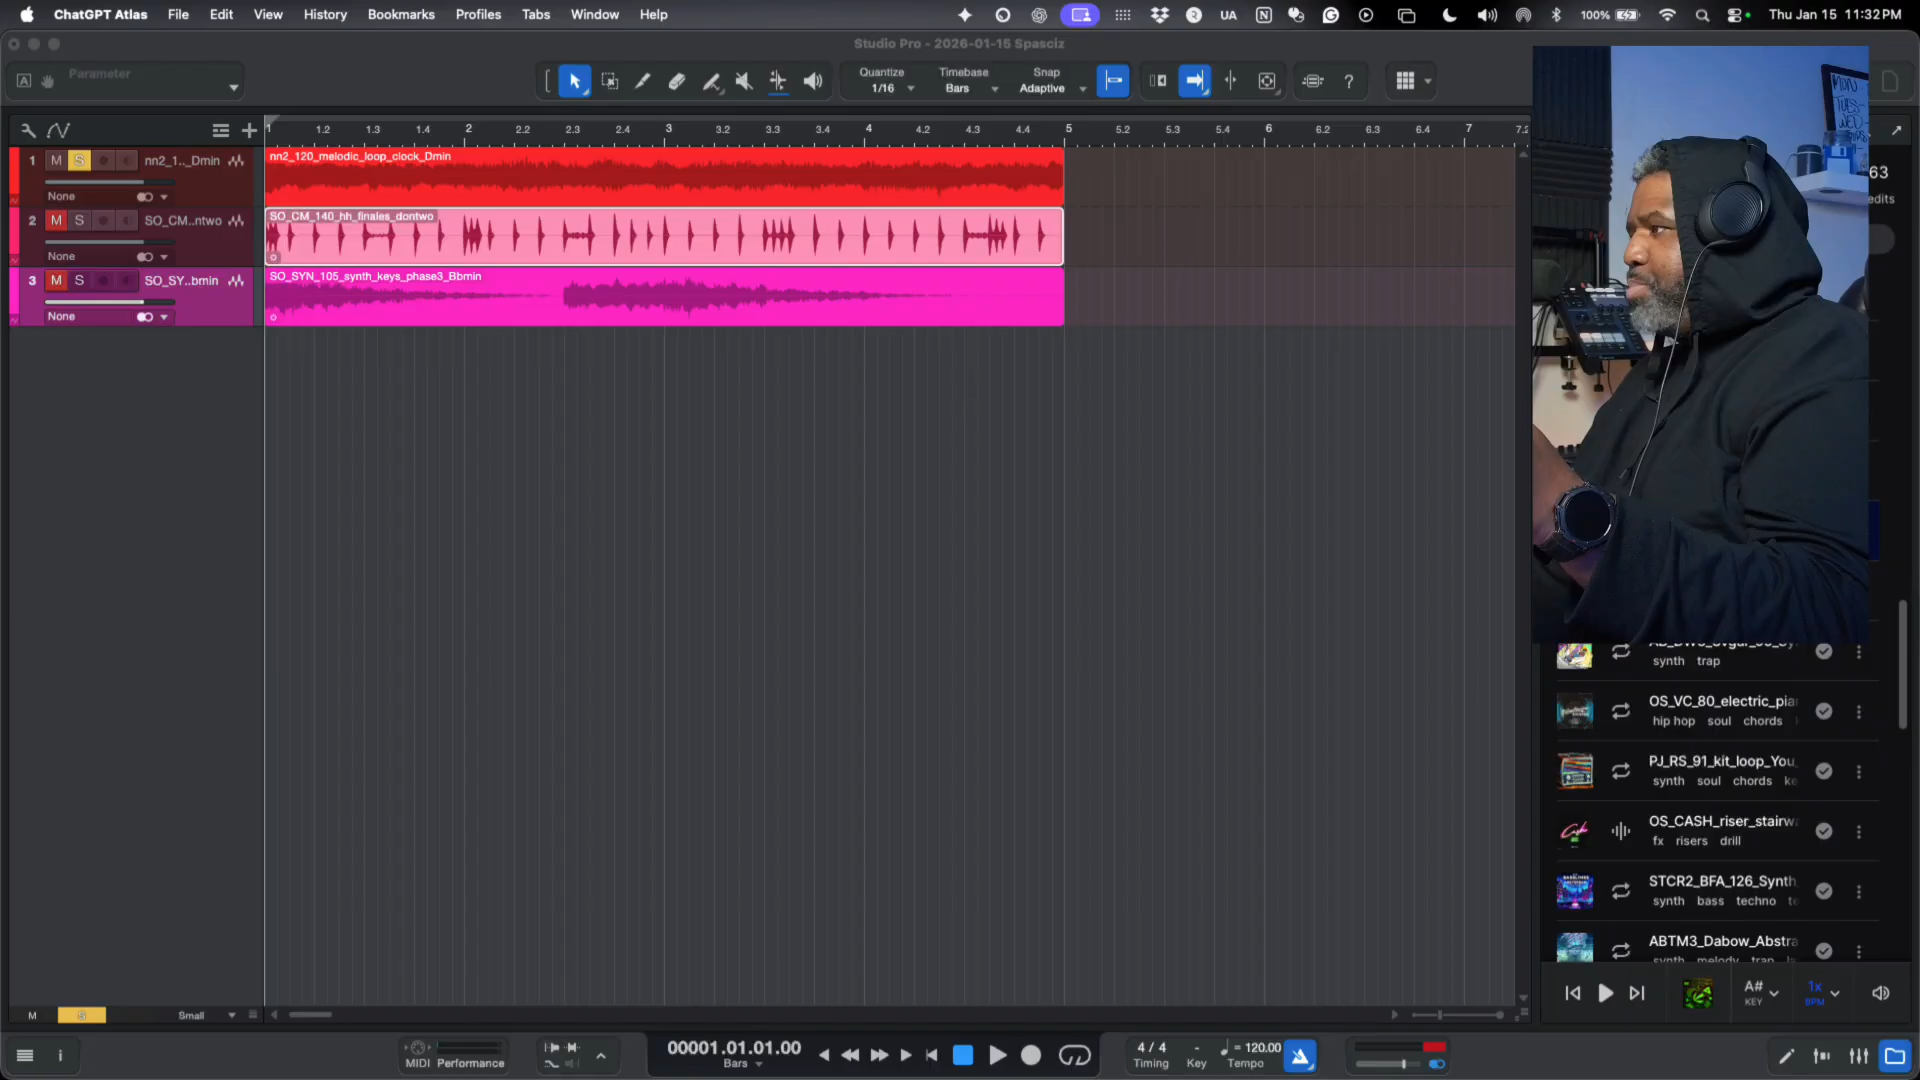 ChatGPT Atlas File Edit View History Bookmarks Profiles Tabs Window Help
UA 100% Thu Jan 15 11:32 PM
Studio Pro - 2026-01-15 Spasciz
A Parameter
Quantize Timebase Snap
1/16 Bars Adaptive ?
1 1.2 1.3 1.4 2 2.2 2.3 2.4 3 3.2 3.3 3.4 4 4.2 4.3 4.4 5 5.2 5.3 5.4 6 6.2 6.3 6.4 7 7.2
1 M S nn2_1.._Dmin
None
nn2_120_melodic_loop_clock_Dmin
2 M S SO_CM..ntwo
None
SO_CM_140_hh_finales_dontwo
3 M S SO_SY..bmin
None
SO_SYN_105_synth_keys_phase3_Bbmin
MON
TUES-
WED-
63
edits
synth trap
OS_VC_80_electric_pia
hip hop soul chords
PJ_RS_91_kit_loop_You_
synth soul chords ke
OS_CASH_riser_stairw
fx risers drill
STCR2_BFA_126_Synth_
synth bass techno te
ABTM3_Dabow_Abstra
synth melody trap
A# KEY 1x BPM
M S Small
i
MIDI Performance
00001.01.01.00
Bars
4 / 4 - = 120.00
Timing Key Tempo